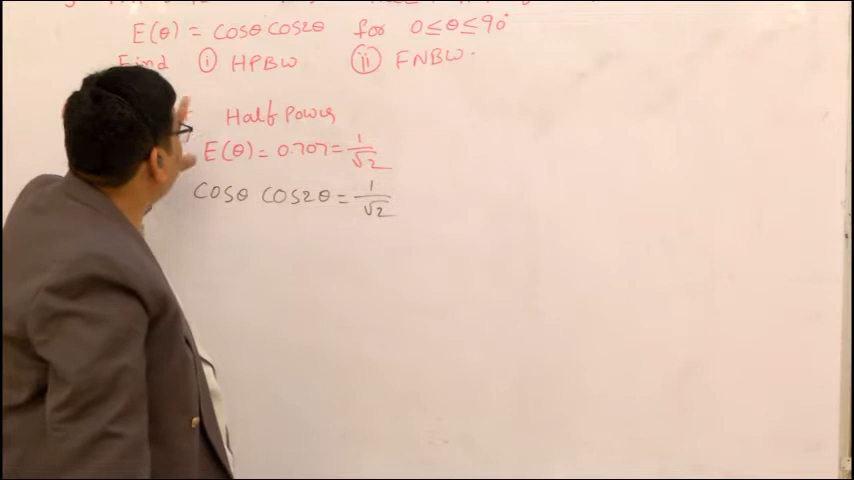 E(θ) = cosθ cos2θ for 0≤θ≤90°
Find (i) HPBW (ii) FNBW.
Half Power
E(θ) = 0.707 = 1/√2
cosθ cos2θ = 1/√2